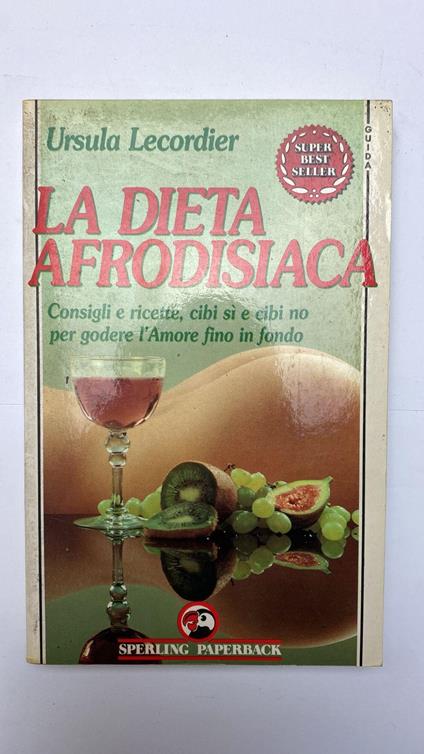 Ursula Lecordier
SUPER
BEST
SELLER
GUIDA
LA DIETA
AFRODISIACA
Consigli e ricette, cibi sì e cibi no
per godere l'Amore fino in fondo
SPERLING PAPERBACK